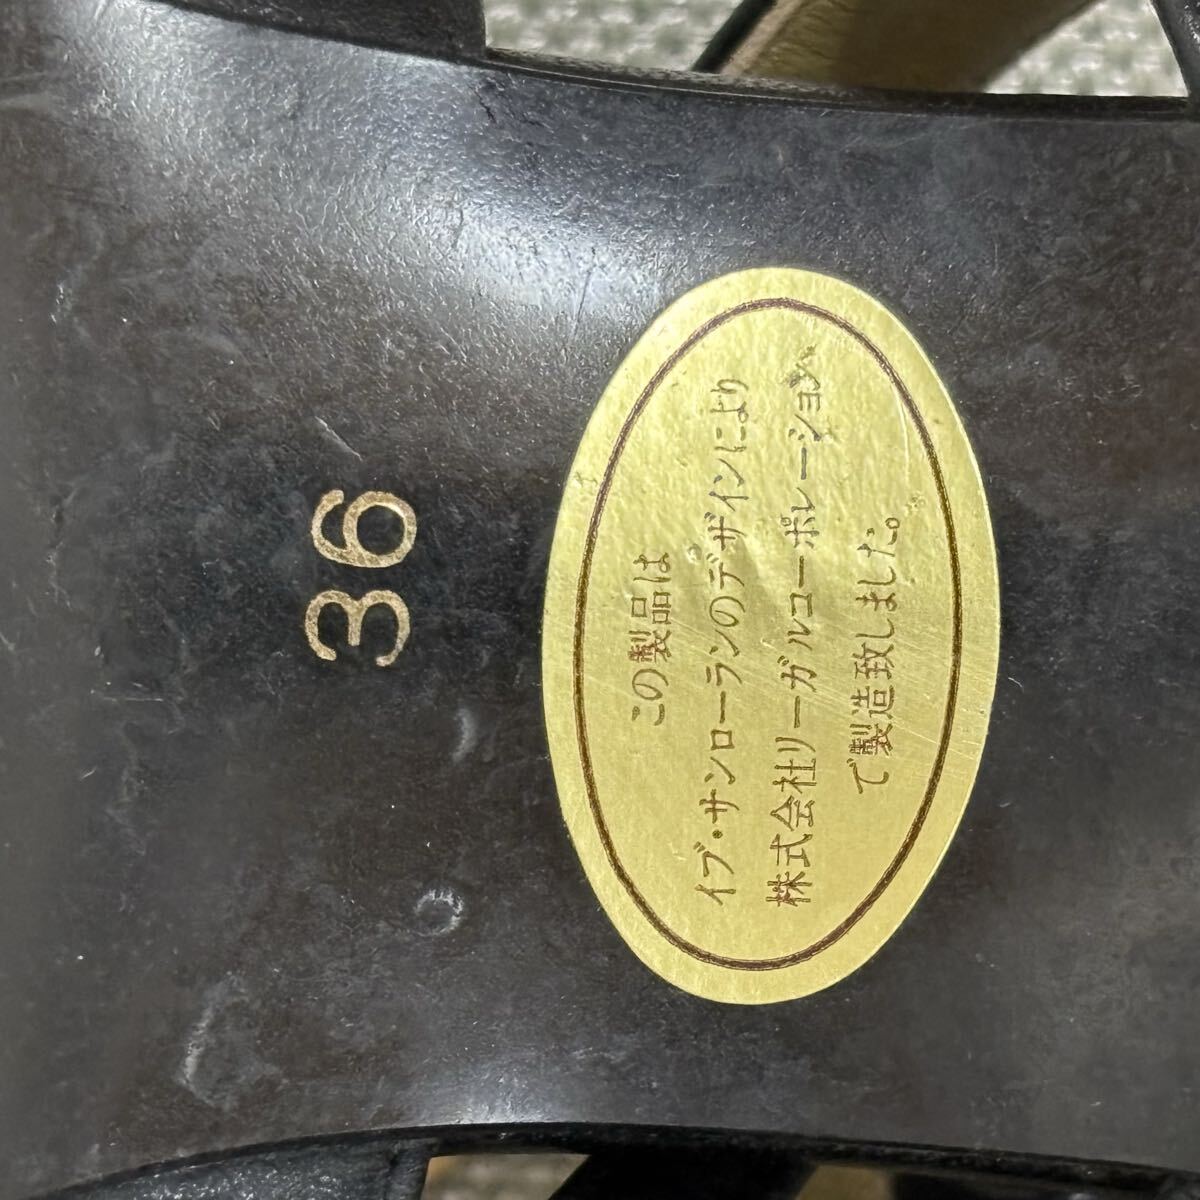 36
この製品は
イブ・サンローランのデザインにより
株式会社リーガルコーポレーション
で製造致しました。